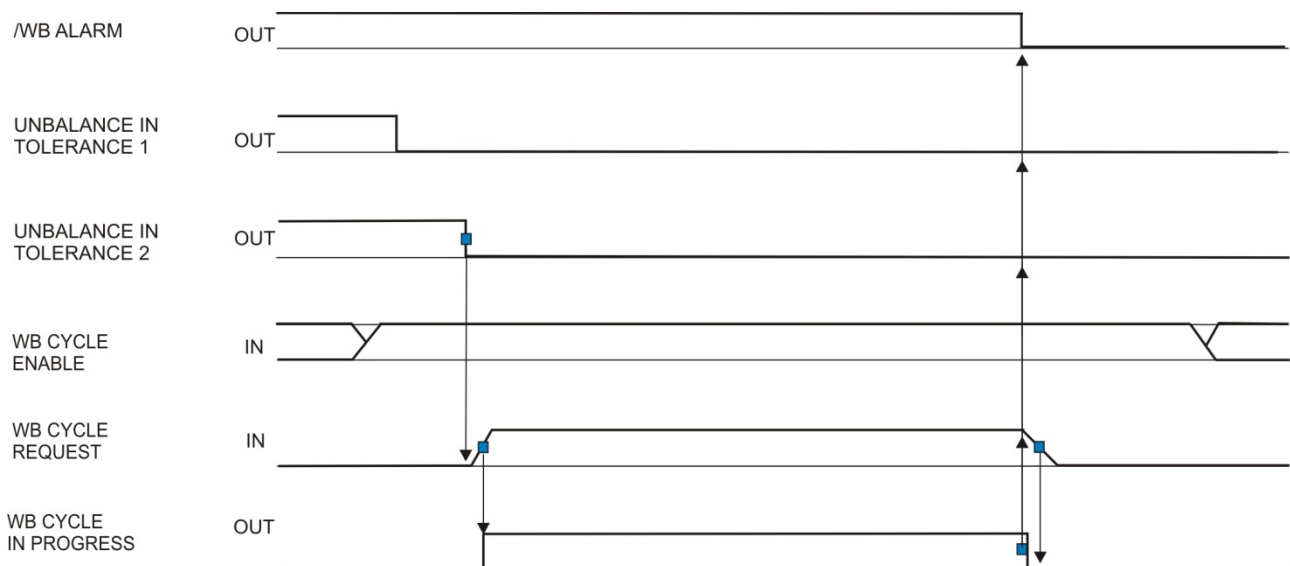 /WB ALARM OUT
UNBALANCE IN
TOLERANCE 1 OUT
UNBALANCE IN
TOLERANCE 2 OUT
WB CYCLE
ENABLE IN
WB CYCLE
REQUEST IN
WB CYCLE
IN PROGRESS OUT